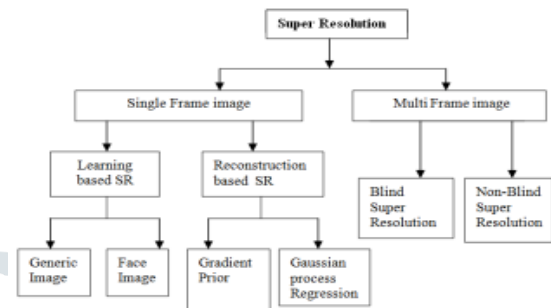 Super Resolution
Single Frame image
Multi Frame image
Learning
based SR
Reconstruction
based SR
Blind
Super
Resolution
Non-Blind
Super
Resolution
Generic
Image
Face
Image
Gradient
Prior
Gaussian
process
Regression